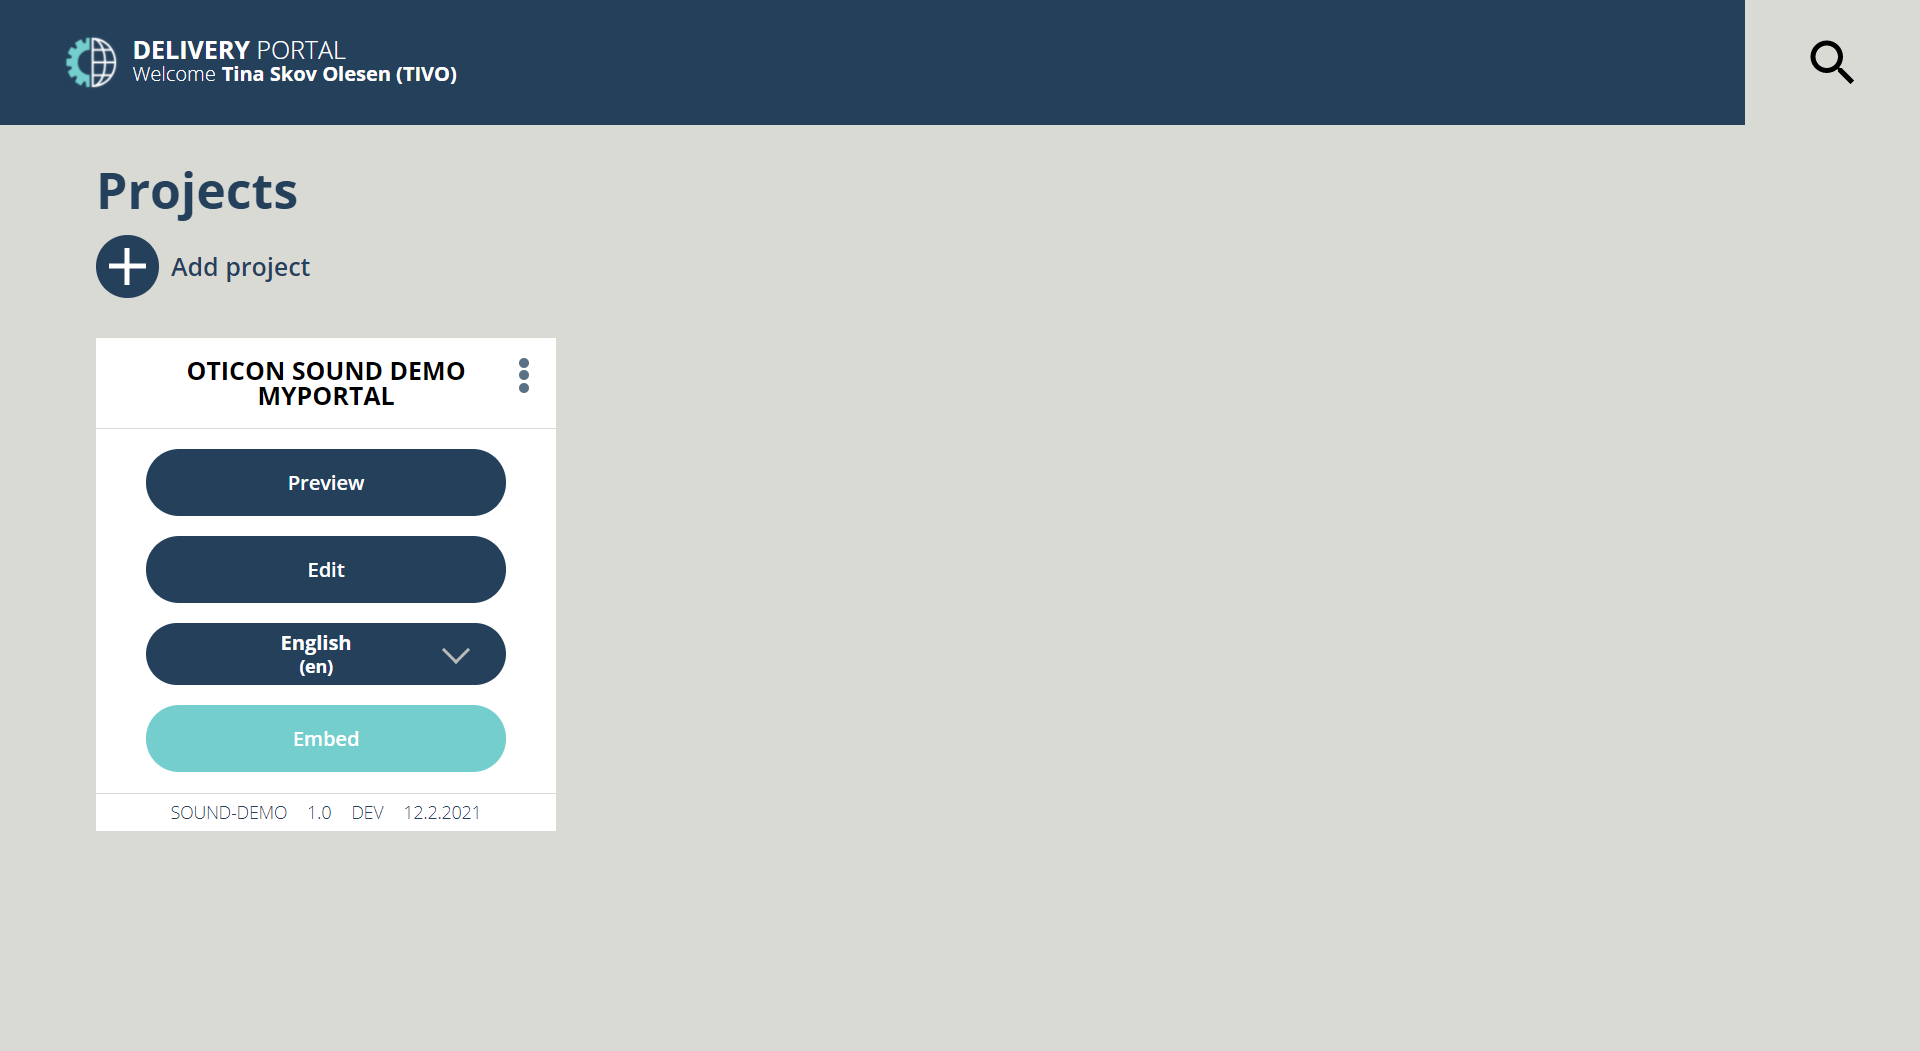 DELIVERY PORTAL
Welcome Tina Skov Olesen (TIVO)
Projects
Add project
OTICON SOUND DEMO
MYPORTAL
Preview
Edit
English
(en)
Embed
SOUND-DEMO 1.0 DEV 12.2.2021